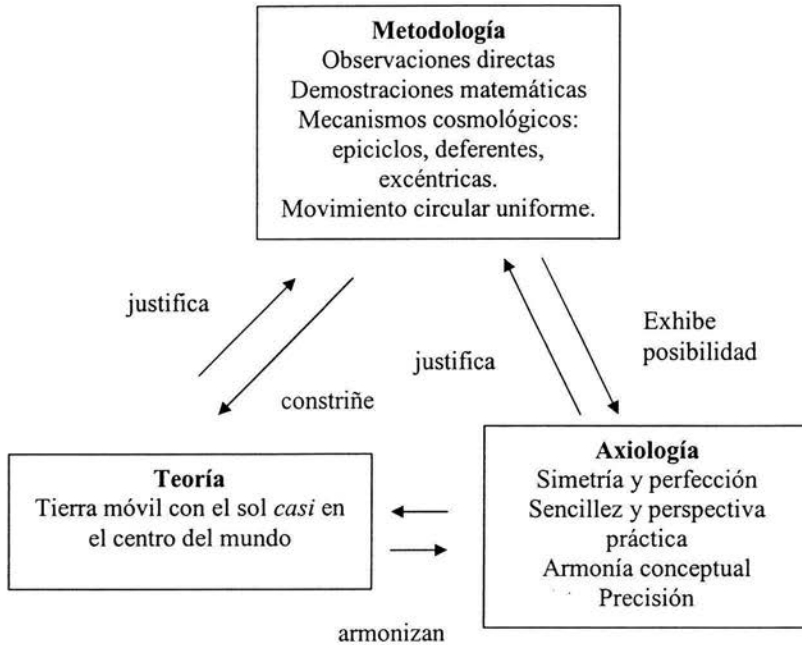 Metodología
Observaciones directas
Demostraciones matemáticas
Mecanismos cosmológicos:
epiciclos, deferentes,
excéntricas.
Movimiento circular uniforme.
justifica
constriñe
justifica
Exhibe
posibilidad
Teoría
Tierra móvil con el sol casi en
el centro del mundo
Axiología
Simetría y perfección
Sencillez y perspectiva
práctica
Armonía conceptual
Precisión
armonizan